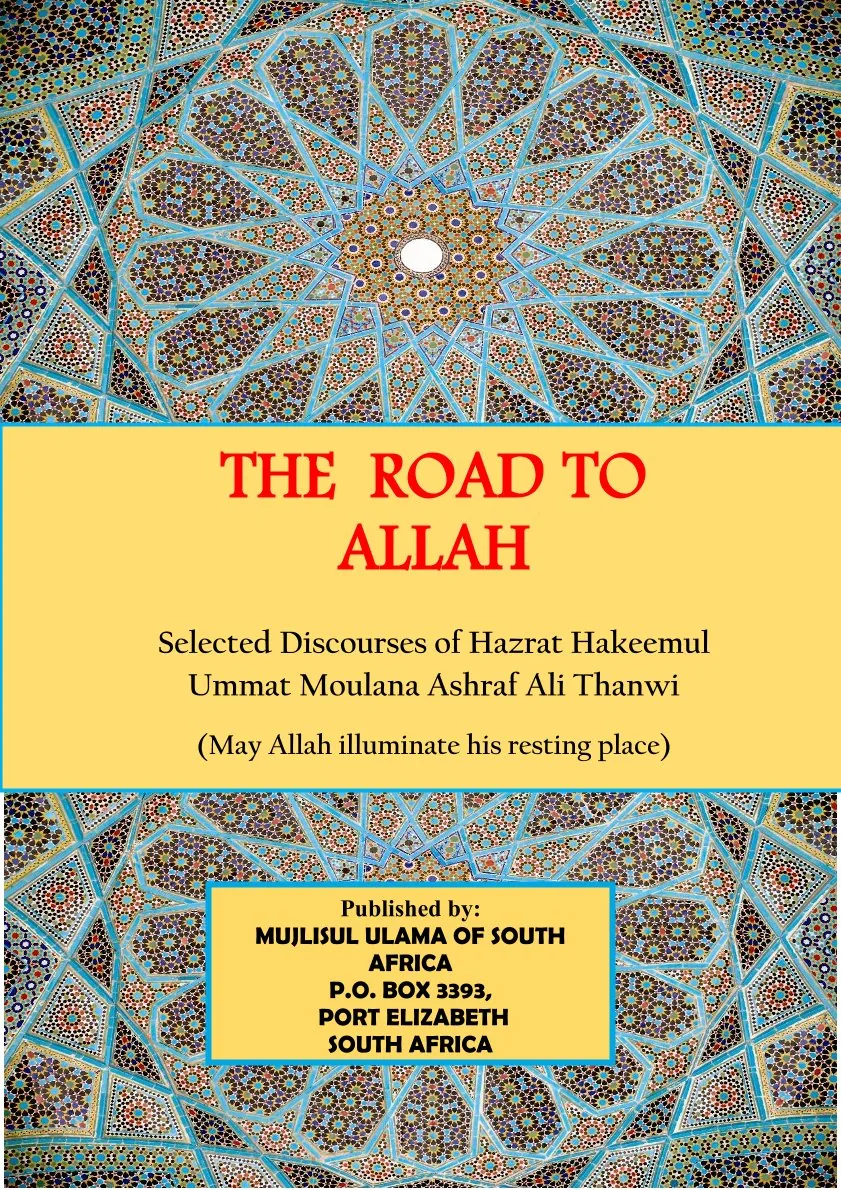 THE ROAD TO
ALLAH
Selected Discourses of Hazrat Hakeemul
Ummat Moulana Ashraf Ali Thanwi
(May Allah illuminate his resting place)
Published by:
MUJLISUL ULAMA OF SOUTH
AFRICA
P.O. BOX 3393,
PORT ELIZABETH
SOUTH AFRICA